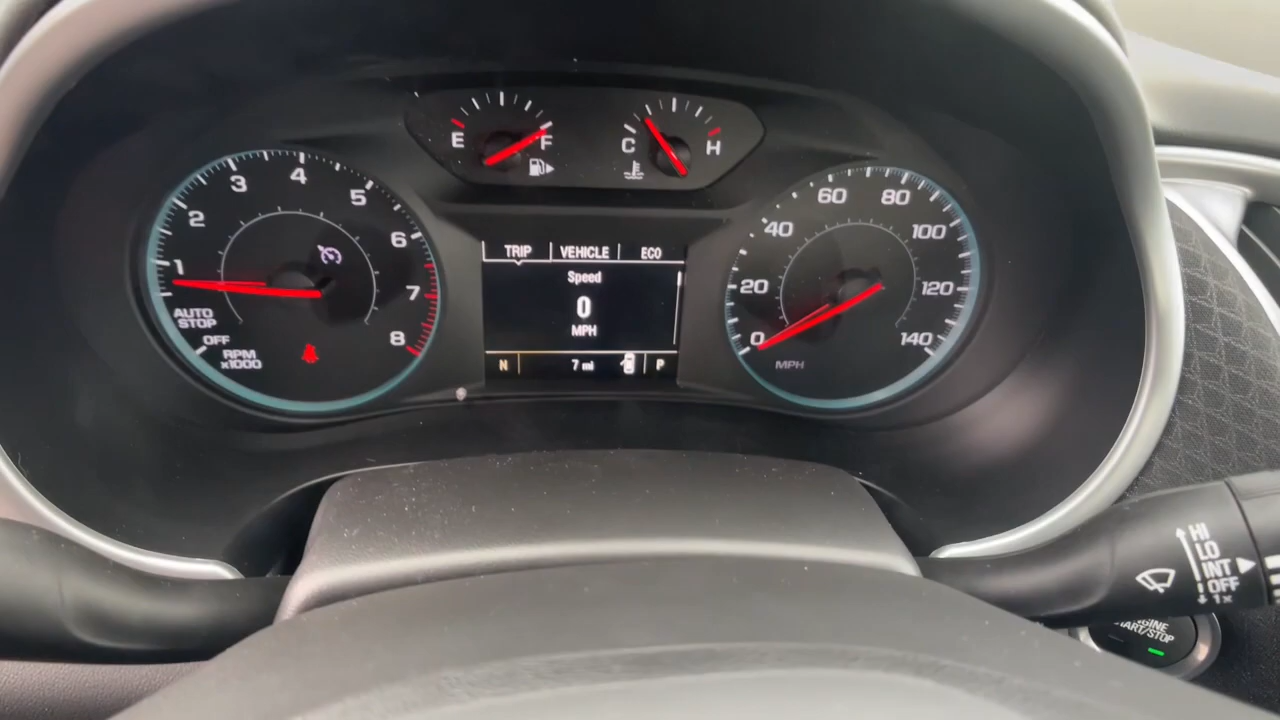 E F
C H
1 2 3 4 5 6 7 8
AUTO
STOP
OFF
RPM
x1000
TRIP VEHICLE ECO
Speed
0
MPH
N 7 mi P
0 20 40 60 80 100 120 140
MPH
HI
LO
INT
OFF
1x
START/STOP